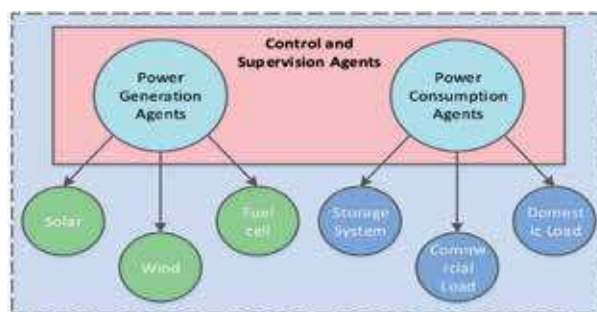 Control and
Supervision Agents
Power
Generation
Agents
Power
Consumption
Agents
Solar
Wind
Fuel
cell
Storage
System
Comme
rcial
Load
Domest
ic Load